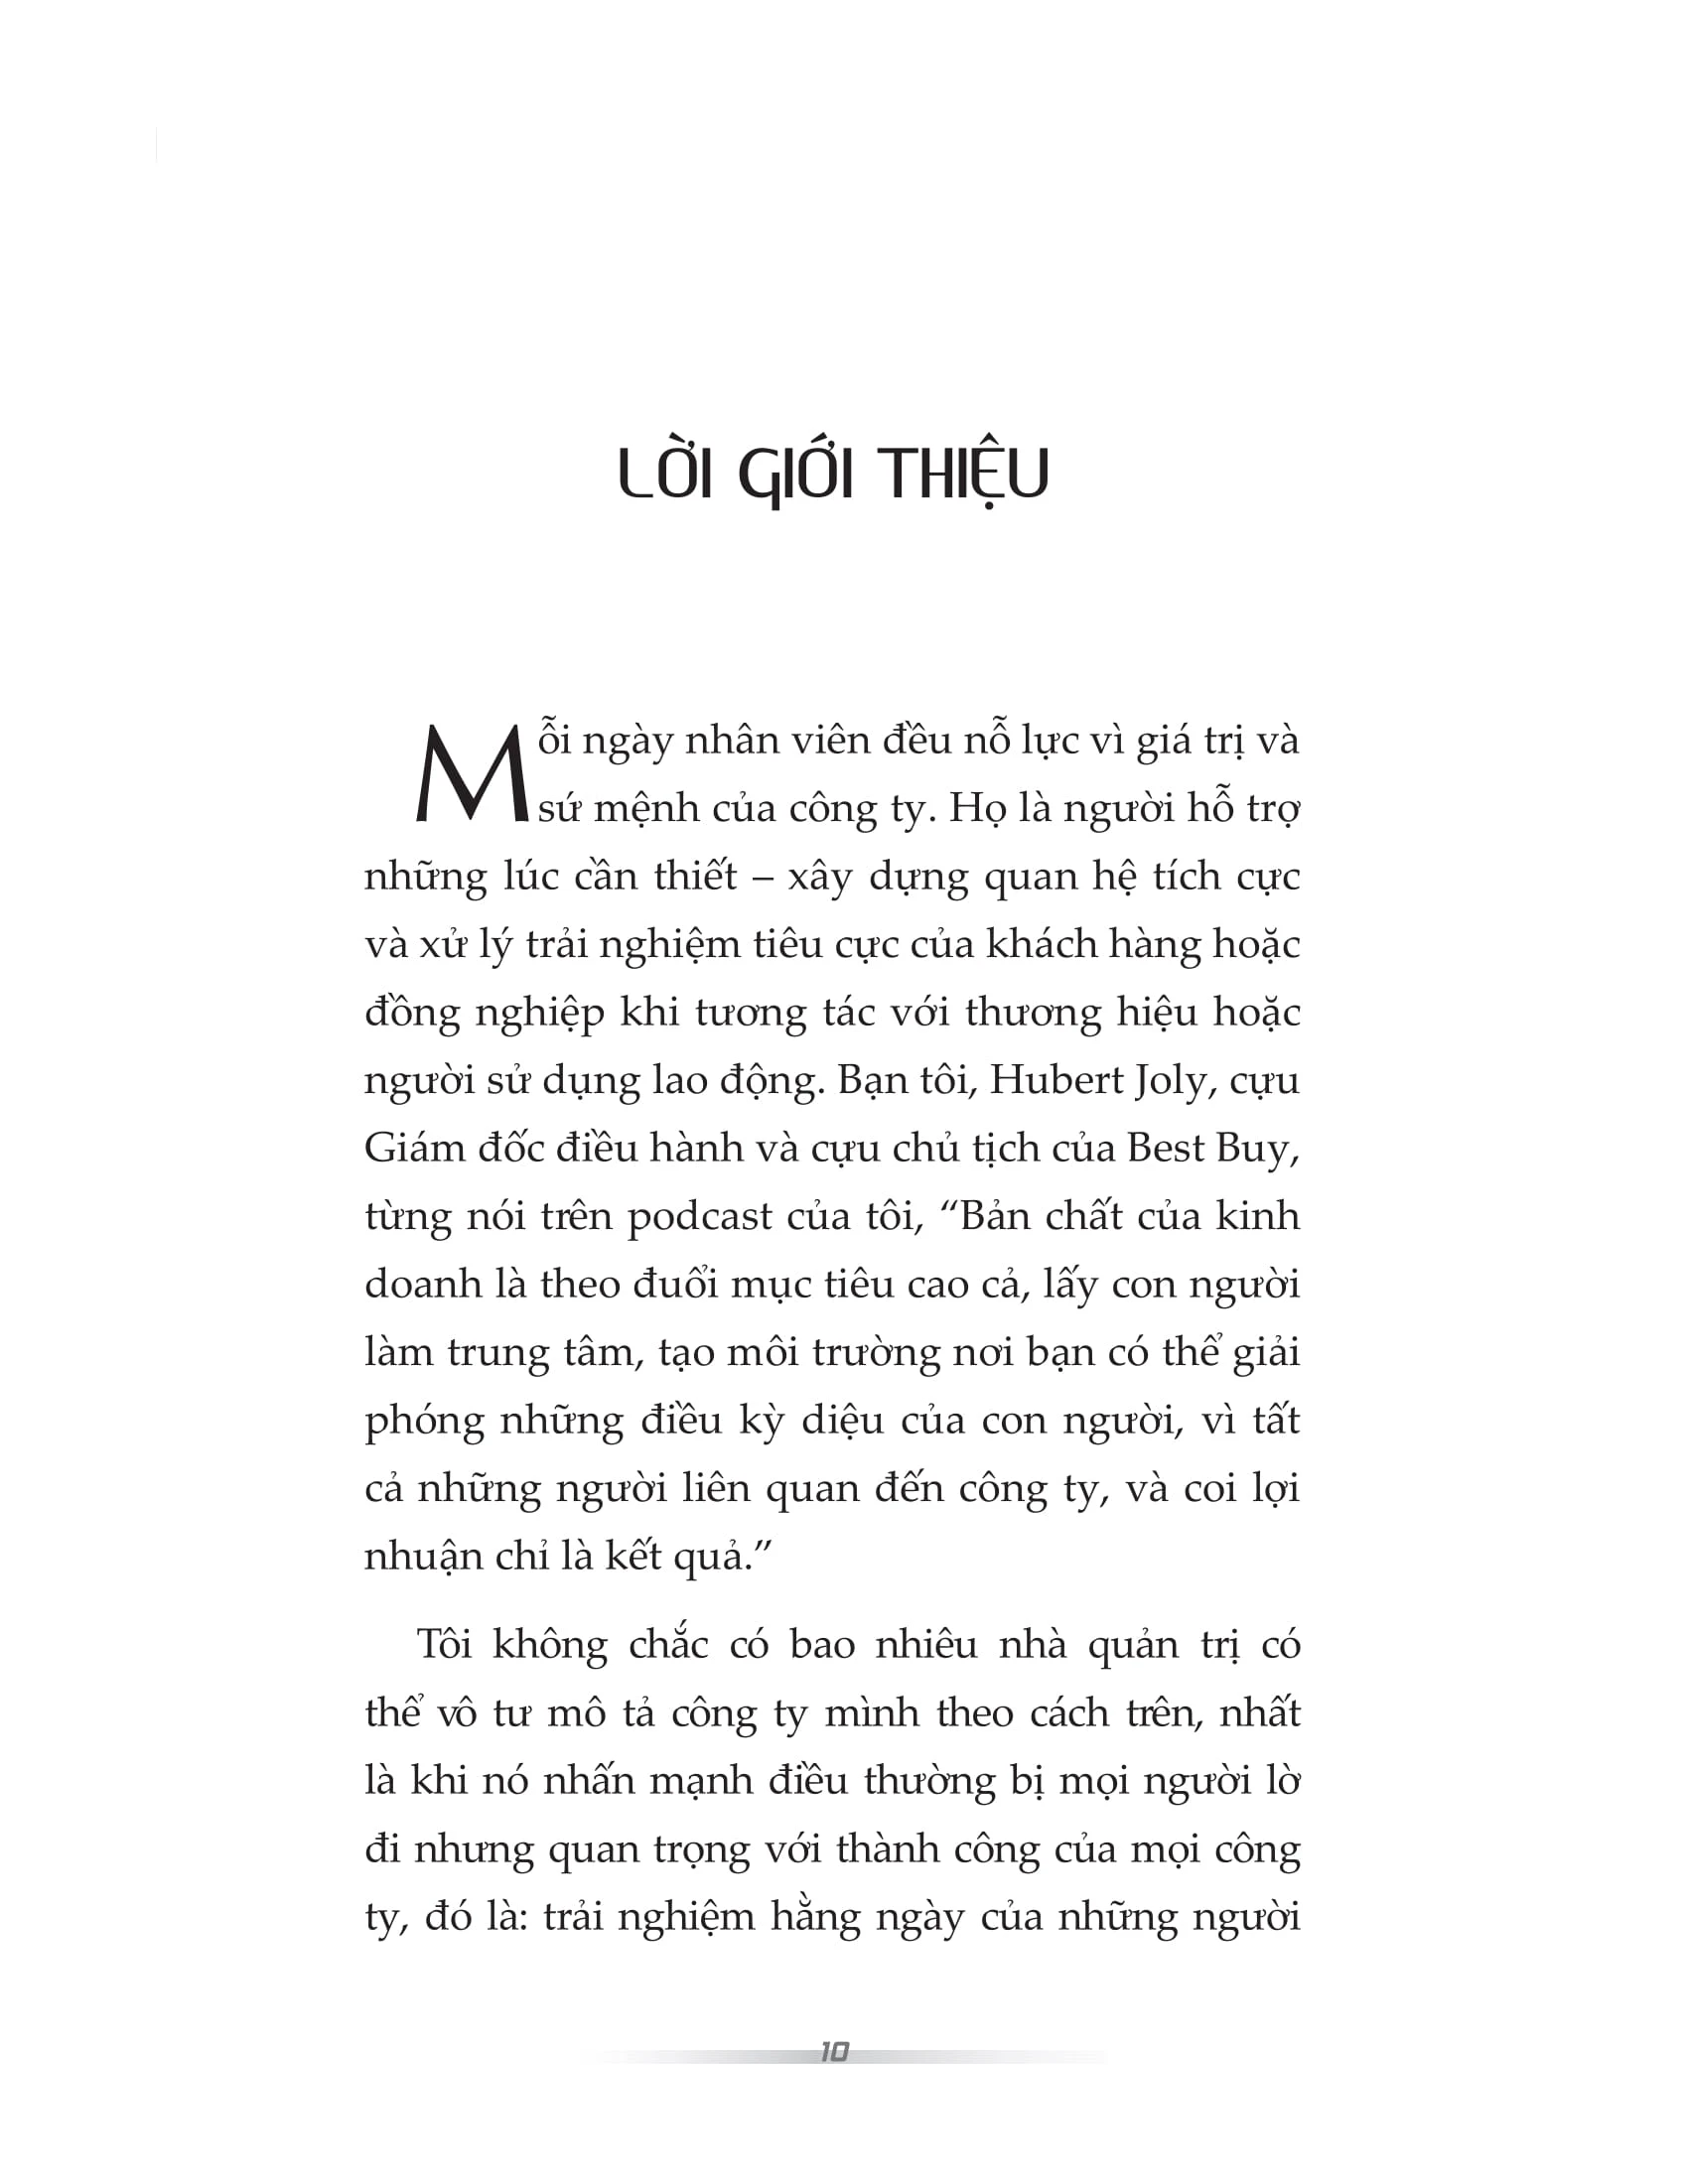 LỜI GIỚI THIỆU
Mỗi ngày nhân viên đều nỗ lực vì giá trị và
sứ mệnh của công ty. Họ là người hỗ trợ
những lúc cần thiết – xây dựng quan hệ tích cực
và xử lý trải nghiệm tiêu cực của khách hàng hoặc
đồng nghiệp khi tương tác với thương hiệu hoặc
người sử dụng lao động. Bạn tôi, Hubert Joly, cựu
Giám đốc điều hành và cựu chủ tịch của Best Buy,
từng nói trên podcast của tôi, “Bản chất của kinh
doanh là theo đuổi mục tiêu cao cả, lấy con người
làm trung tâm, tạo môi trường nơi bạn có thể giải
phóng những điều kỳ diệu của con người, vì tất
cả những người liên quan đến công ty, và coi lợi
nhuận chỉ là kết quả.”
Tôi không chắc có bao nhiêu nhà quản trị có
thể vô tư mô tả công ty mình theo cách trên, nhất
là khi nó nhấn mạnh điều thường bị mọi người lờ
đi nhưng quan trọng với thành công của mọi công
ty, đó là: trải nghiệm hằng ngày của những người
10